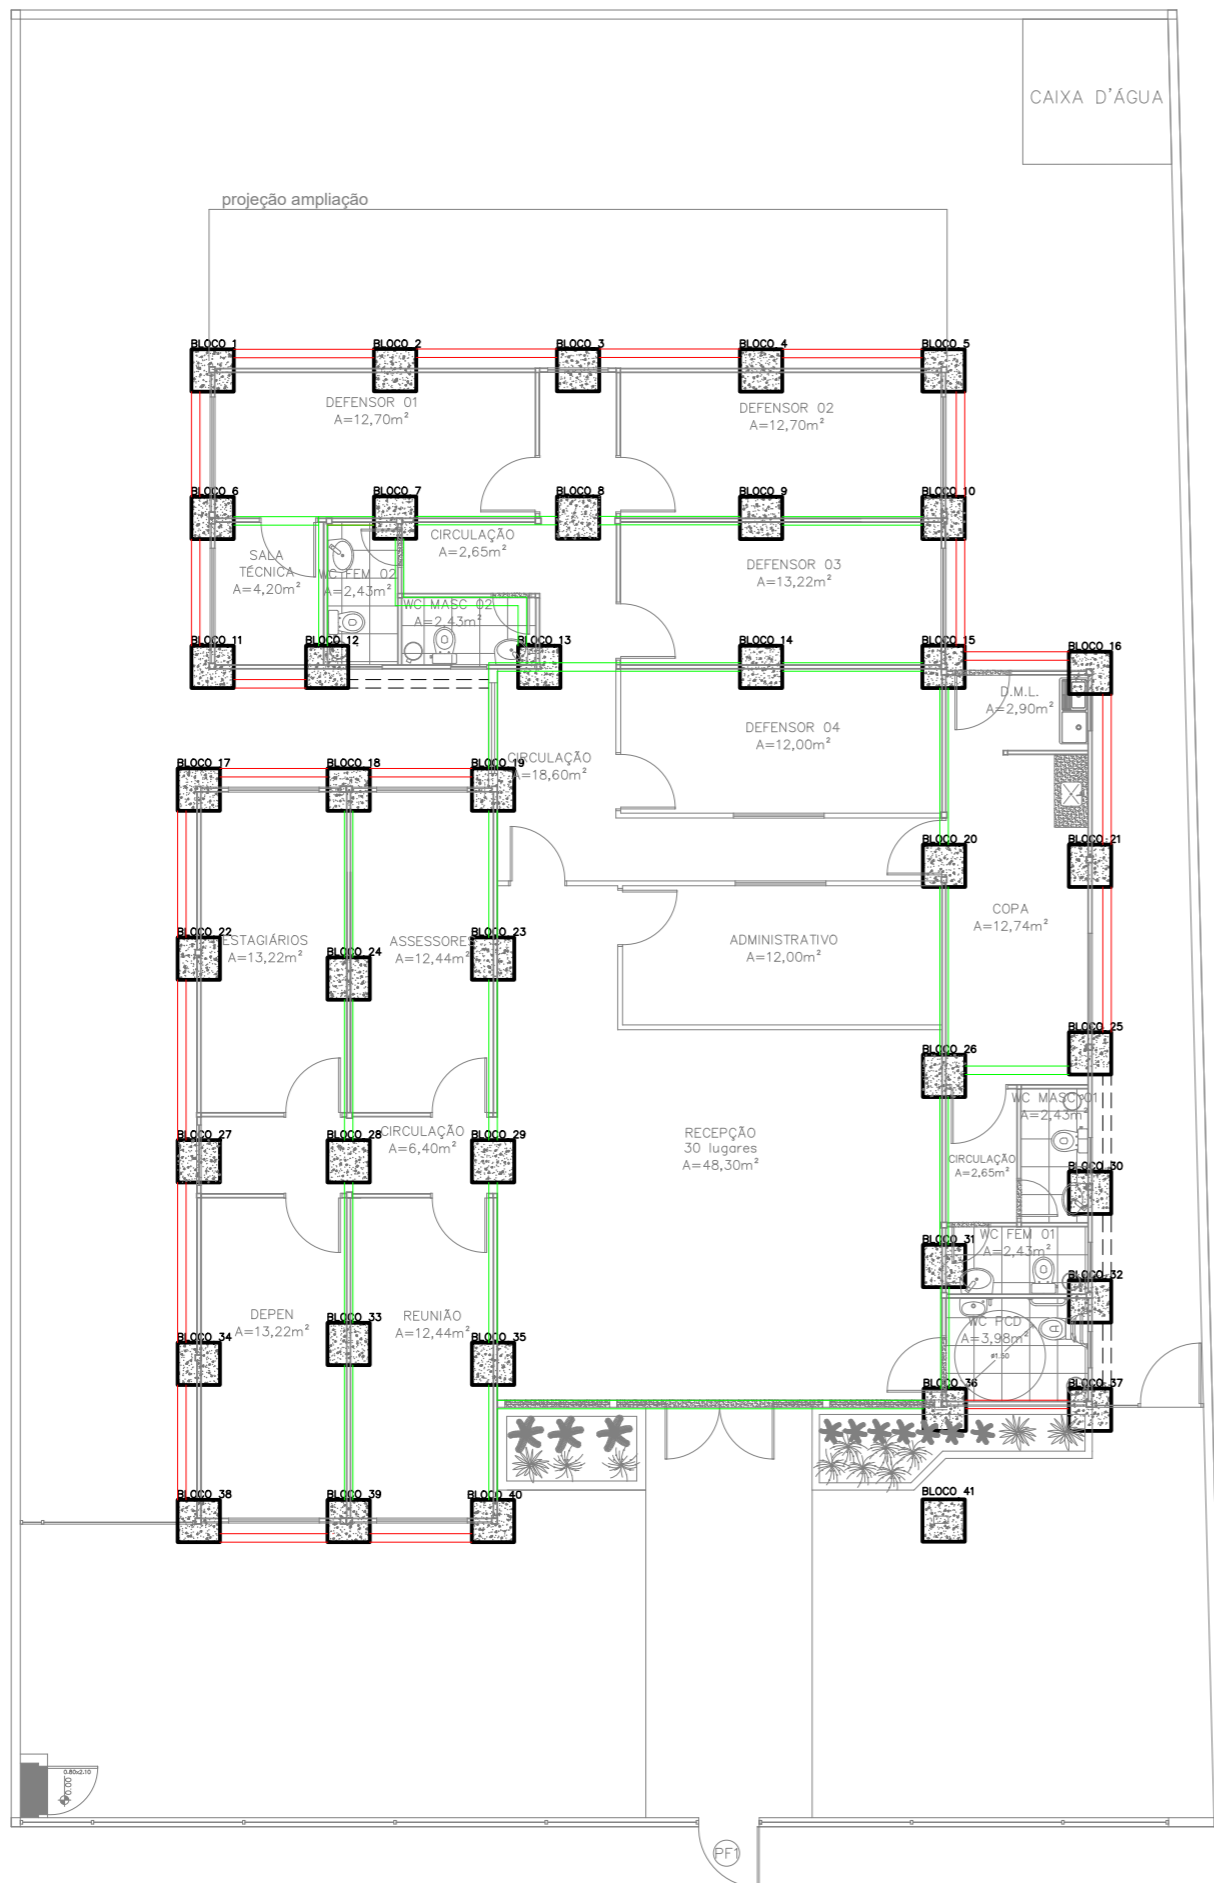 CAIXA D'ÁGUA
projeção ampliação
BLOCO 1
BLOCO 2
BLOCO 3
BLOCO 4
BLOCO 5
DEFENSOR 01
A=12,70m²
DEFENSOR 02
A=12,70m²
BLOCO 6
BLOCO 7
BLOCO 8
BLOCO 9
BLOCO 10
CIRCULAÇÃO
A=2,65m²
SALA
TÉCNICA
A=4,20m²
WC FEM 02
A=2,43m²
DEFENSOR 03
A=13,22m²
WC MASC 02
A=2,43m²
BLOCO 11
BLOCO 12
BLOCO 13
BLOCO 14
BLOCO 15
BLOCO 16
D.M.L.
A=2,90m²
DEFENSOR 04
A=12,00m²
CIRCULAÇÃO
A=18,60m²
BLOCO 17
BLOCO 18
BLOCO 19
BLOCO 20
BLOCO 21
COPA
A=12,74m²
BLOCO 22
ESTAGIÁRIOS
A=13,22m²
BLOCO 24
ASSESSORES
A=12,44m²
BLOCO 23
ADMINISTRATIVO
A=12,00m²
BLOCO 25
BLOCO 26
WC MASC 01
A=2,43m²
BLOCO 27
BLOCO 28
CIRCULAÇÃO
A=6,40m²
BLOCO 29
RECEPÇÃO
30 lugares
A=48,30m²
CIRCULAÇÃO
A=2,65m²
BLOCO 30
BLOCO 31
WC FEM 01
A=2,43m²
BLOCO 32
DEPEN
A=13,22m²
BLOCO 33
REUNIÃO
A=12,44m²
WC PCD
A=3,98m²
ø1.50
BLOCO 34
BLOCO 35
BLOCO 36
BLOCO 37
BLOCO 38
BLOCO 39
BLOCO 40
BLOCO 41
0.80x2.10
0.00
PF1